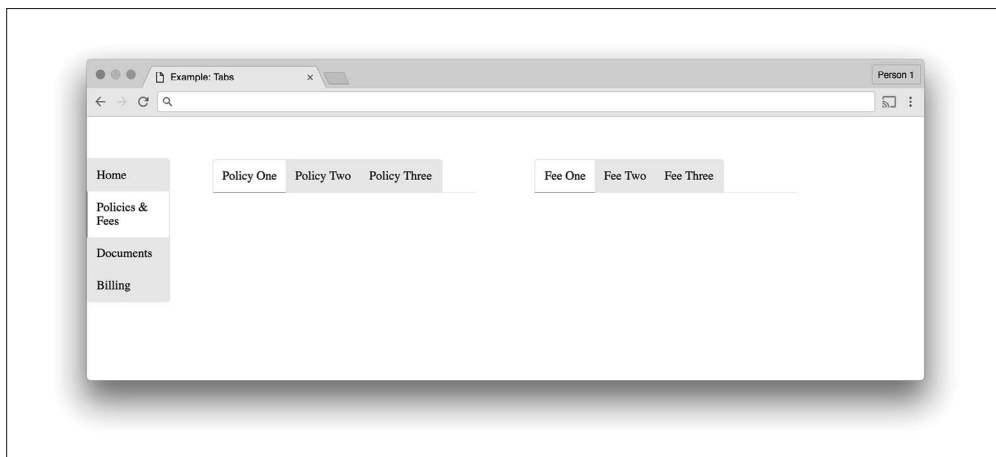 Example: Tabs
Person 1
Home
Policies &
Fees
Documents
Billing
Policy One Policy Two Policy Three
Fee One Fee Two Fee Three